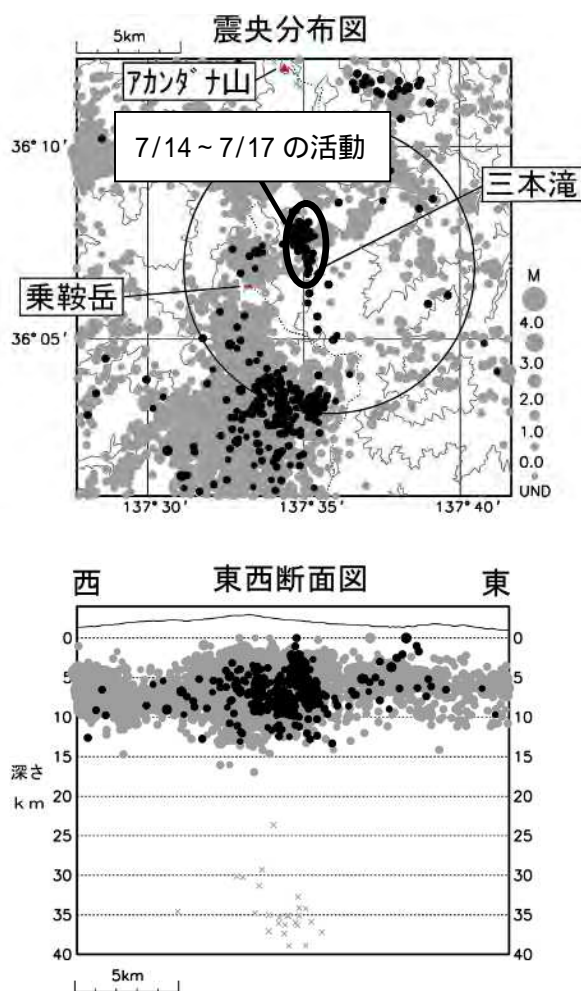 震央分布図
5km
アカンダナ山
36°10′
7/14~7/17 の活動
三本滝
乗鞍岳
36°05′
M
4.0
3.0
2.0
1.0
0.0
UND
137°30′
137°35′
137°40′
西
東西断面図
東
0
0
5
5
10
10
15
15
深さ
km
20
20
25
25
30
30
35
35
40
40
5km